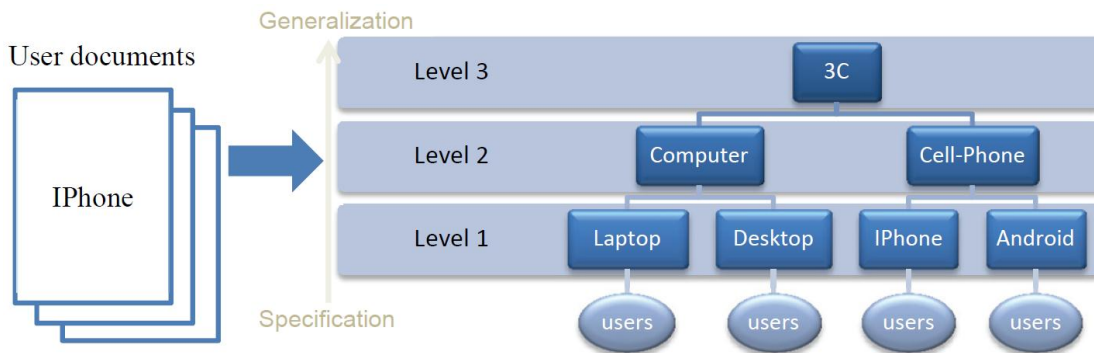 Generalization
User documents
IPhone
Specification
Level 3
3C
Level 2
Computer
Cell-Phone
Level 1
Laptop
Desktop
IPhone
Android
users
users
users
users